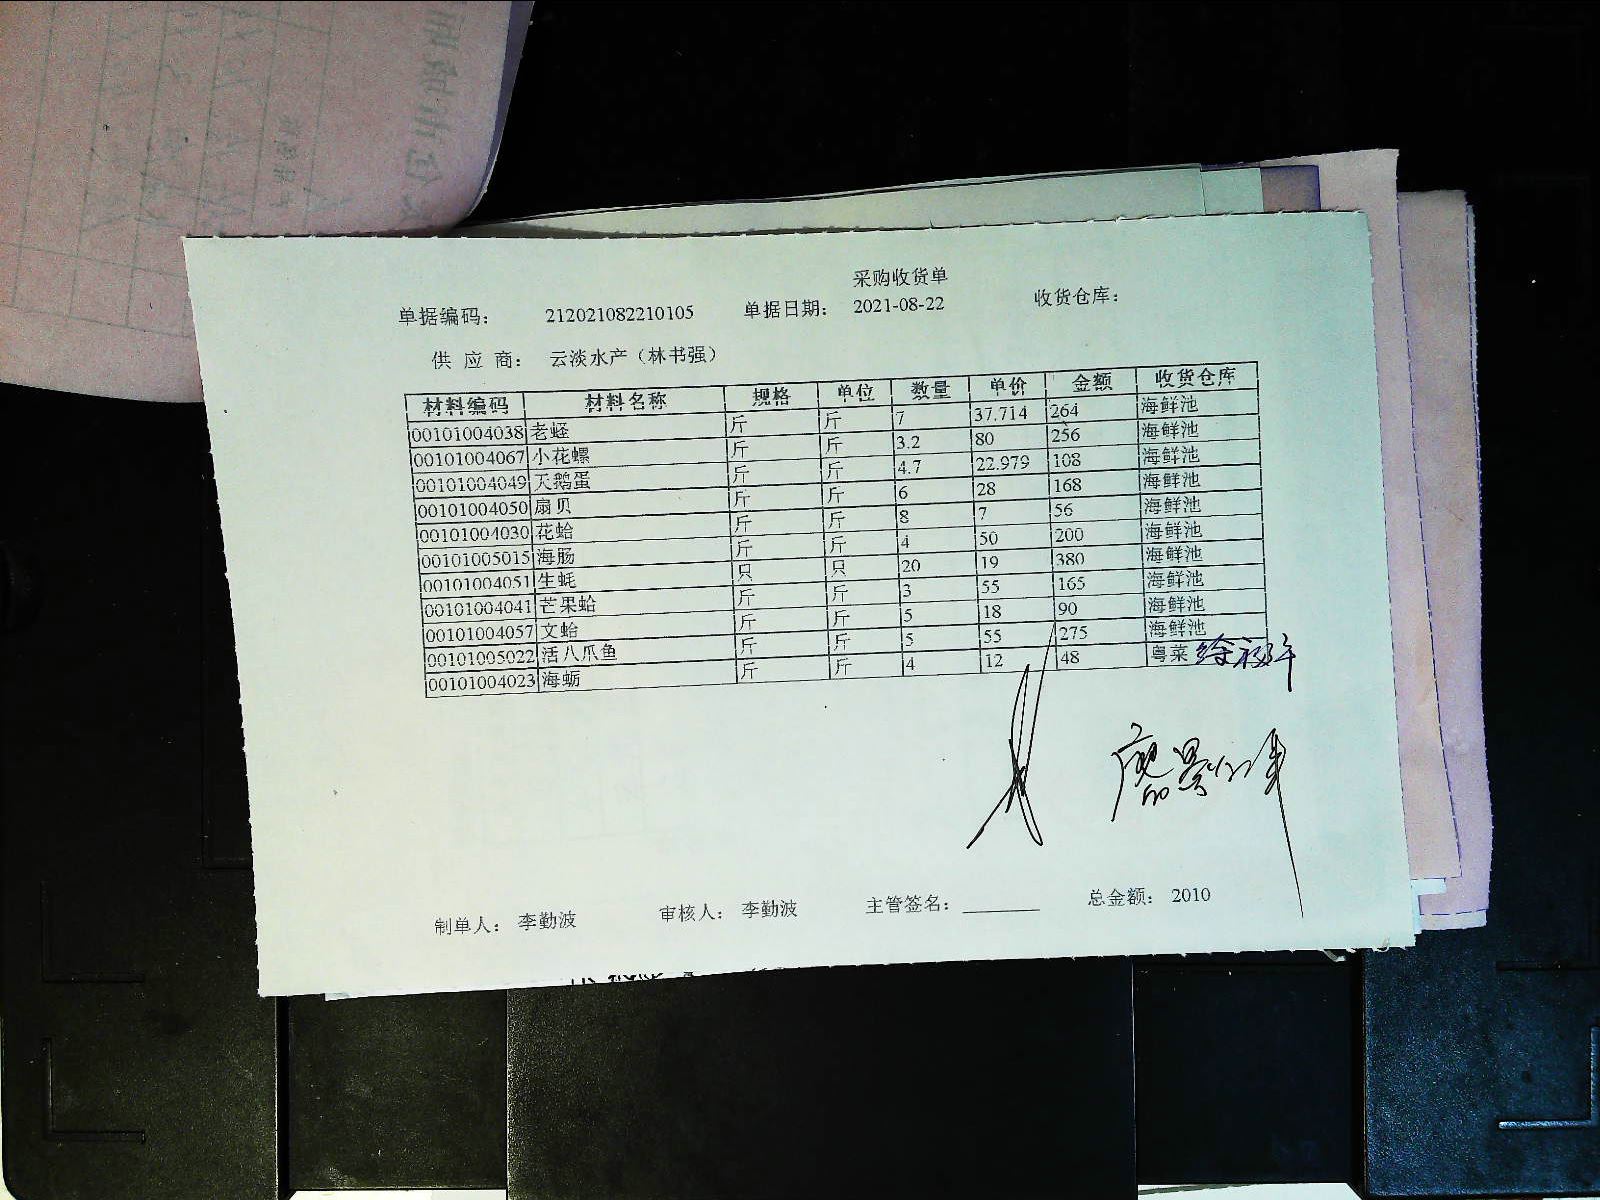 采购收货单
单据编码： 212021082210105 单据日期： 2021-08-22 收货仓库：
供 应 商： 云淡水产（林书强）
材料编码 材料名称 规格 单位 数量 单价 金额 收货仓库
00101004038 老蛏 斤 斤 7 37.714 264 海鲜池
00101004067 小花螺 斤 斤 3.2 80 256 海鲜池
00101004049 天鹅蛋 斤 斤 4.7 22.979 108 海鲜池
00101004050 扇贝 斤 斤 6 28 168 海鲜池
00101004030 花蛤 斤 斤 8 7 56 海鲜池
00101005015 海肠 斤 斤 4 50 200 海鲜池
00101004051 生蚝 只 只 20 19 380 海鲜池
00101004041 芒果蛤 斤 斤 3 55 165 海鲜池
00101004057 文蛤 斤 斤 5 18 90 海鲜池
00101005022 活八爪鱼 斤 斤 5 55 275 海鲜池
00101004023 海蛎 斤 斤 4 12 48 粤菜
制单人： 李勤波 审核人： 李勤波 主管签名： 总金额： 2010